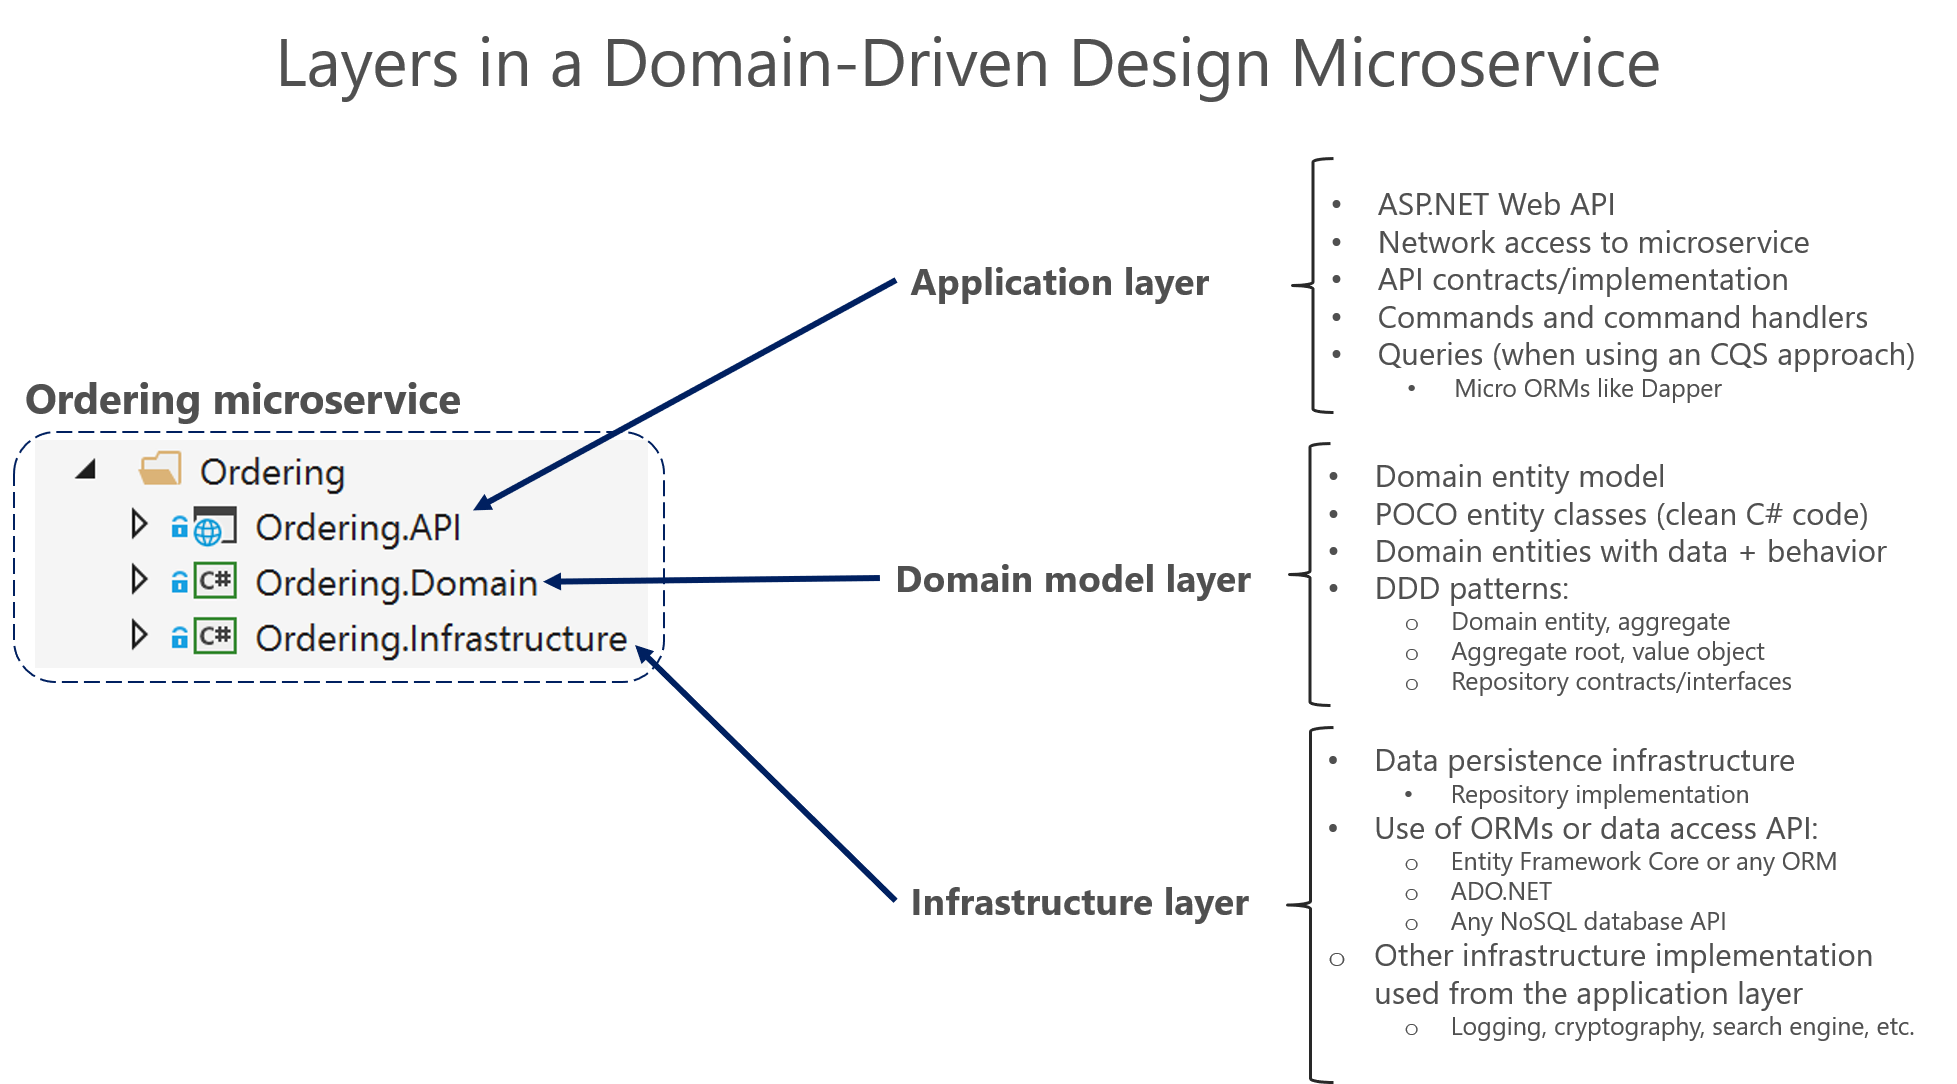 Layers in a Domain-Driven Design Microservice
Ordering microservice
Ordering
Ordering.API
C# Ordering.Domain
C# Ordering.Infrastructure
Application layer
• ASP.NET Web API
• Network access to microservice
• API contracts/implementation
• Commands and command handlers
• Queries (when using an CQS approach)
• Micro ORMs like Dapper
Domain model layer
• Domain entity model
• POCO entity classes (clean C# code)
• Domain entities with data + behavior
• DDD patterns:
o Domain entity, aggregate
o Aggregate root, value object
o Repository contracts/interfaces
Infrastructure layer
• Data persistence infrastructure
• Repository implementation
• Use of ORMs or data access API:
o Entity Framework Core or any ORM
o ADO.NET
o Any NoSQL database API
o Other infrastructure implementation
used from the application layer
o Logging, cryptography, search engine, etc.